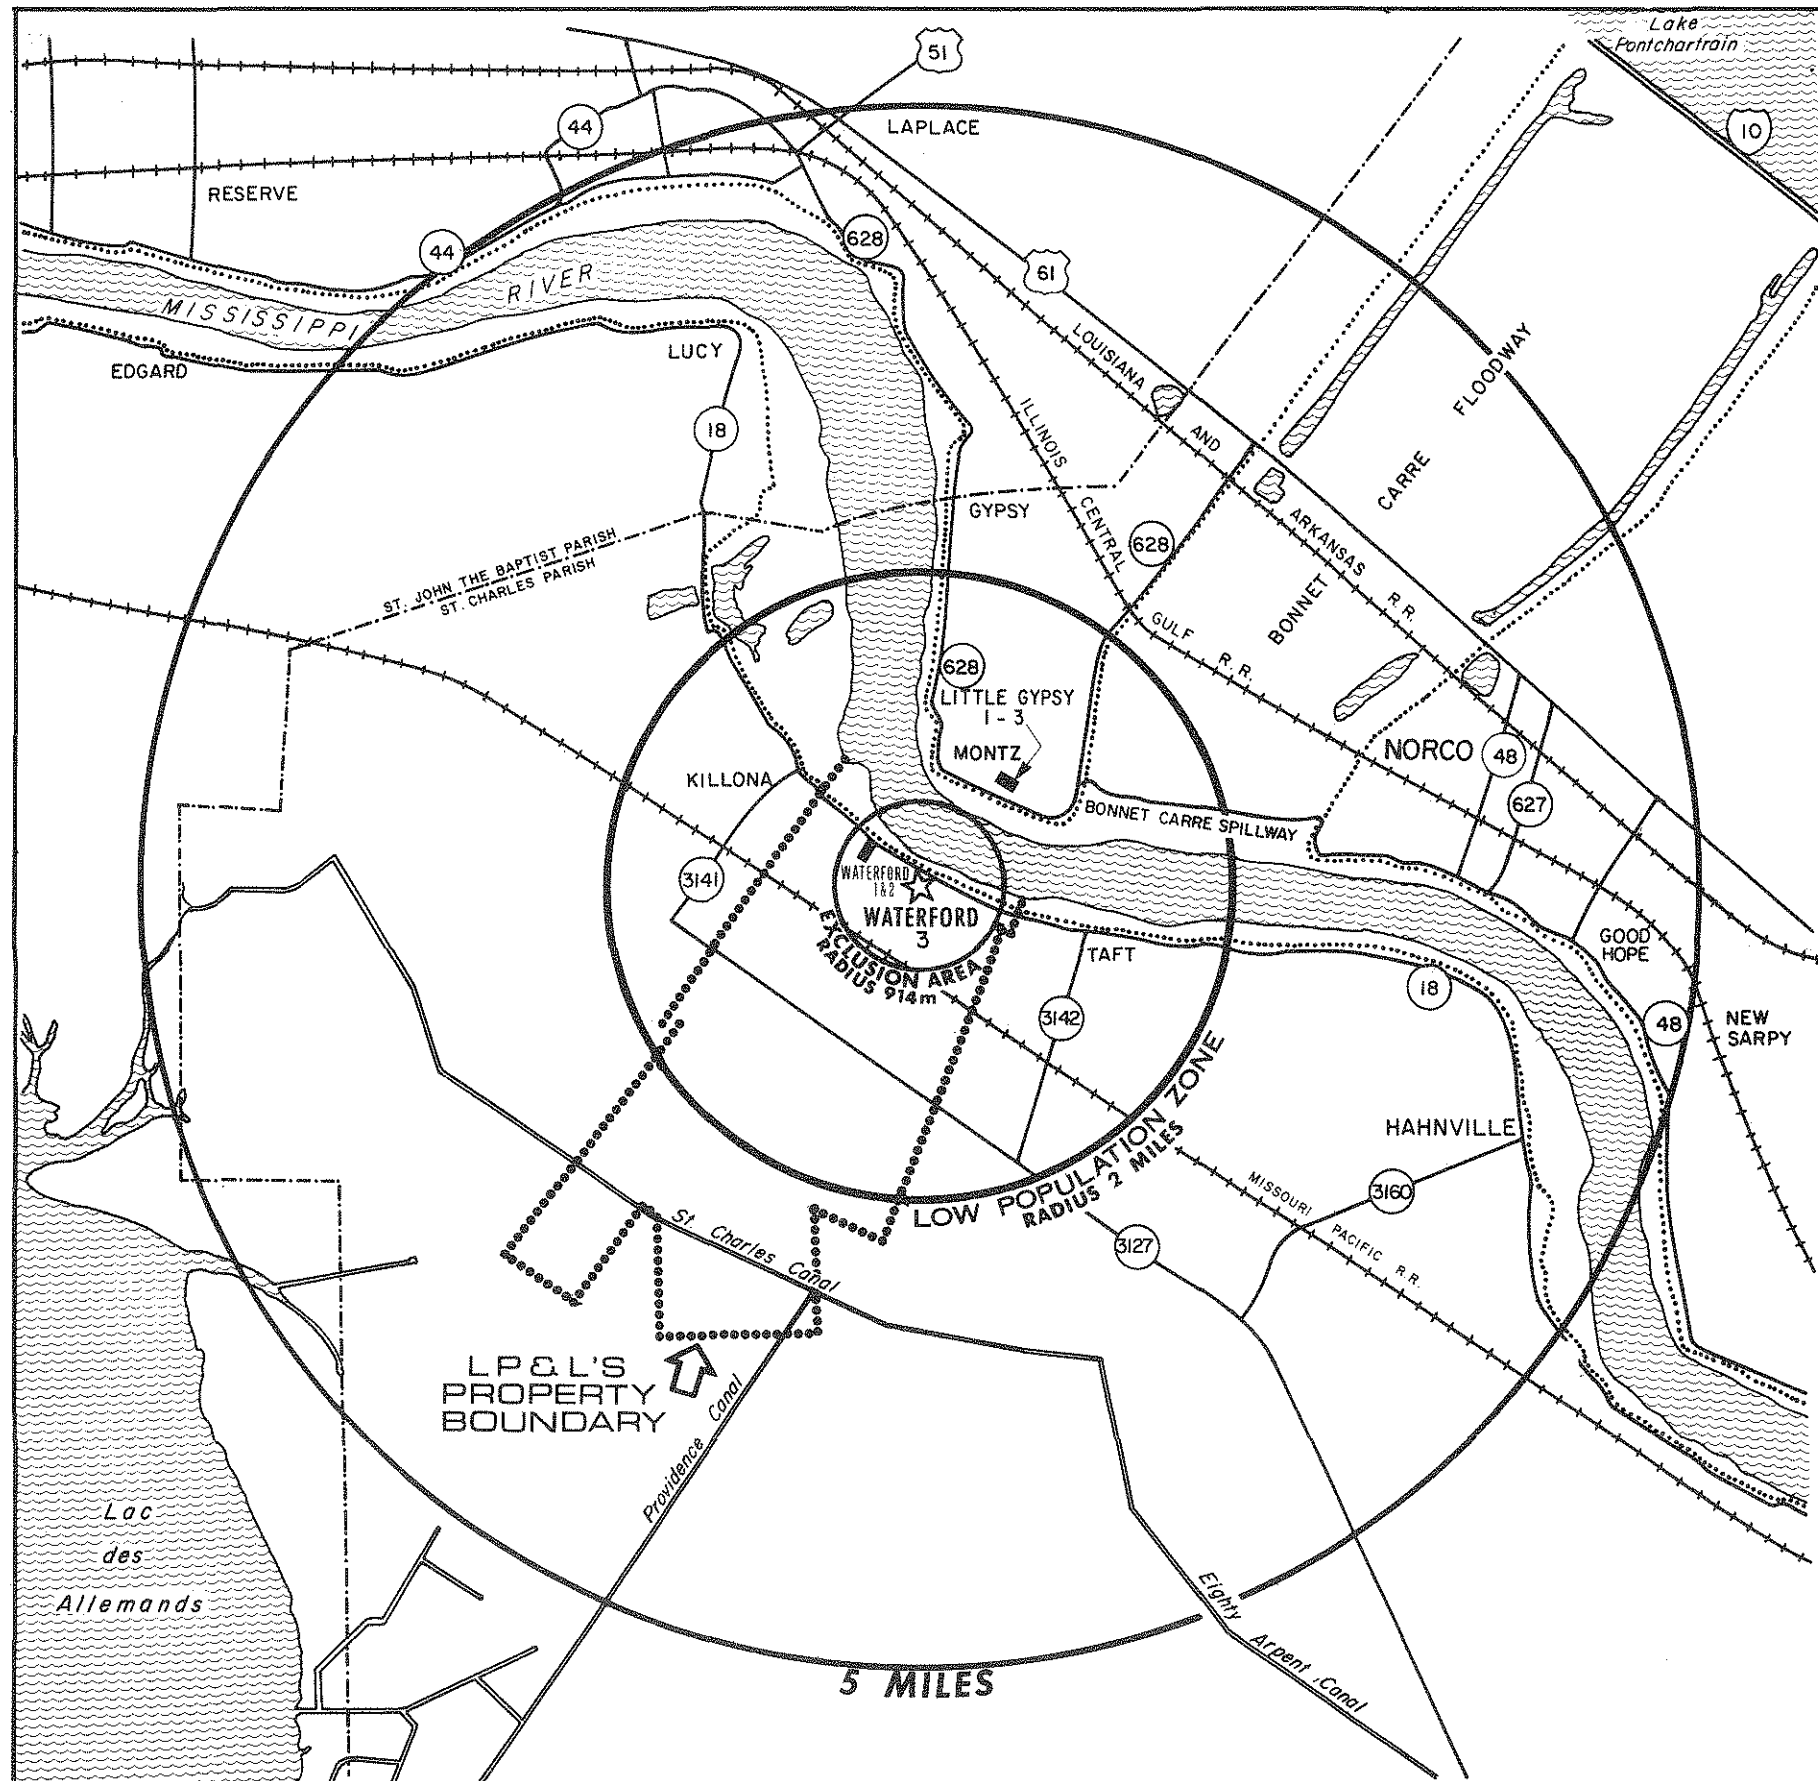 Lake
Pontchartrain
51
44
LAPLACE
10
RESERVE
44
628
61
MISSISSIPPI RIVER
EDGARD
LUCY
18
LOUISIANA AND ARKANSAS R.R.
ILLINOIS CENTRAL GULF R.R.
BONNET CARRE FLOODWAY
GYPSY
628
ST. JOHN THE BAPTIST PARISH
ST. CHARLES PARISH
628
LITTLE GYPSY
1-3
MONTZ
NORCO
48
KILLONA
627
BONNET CARRE SPILLWAY
3141
WATERFORD
1&2
WATERFORD
3
EXCLUSION AREA
RADIUS 914m
TAFT
GOOD
HOPE
18
3142
48
NEW
SARPY
LOW POPULATION ZONE
RADIUS 2 MILES
HAHNVILLE
3160
MISSOURI PACIFIC R.R.
3127
St. Charles Canal
LP&L'S
PROPERTY
BOUNDARY
Providence Canal
Lac
des
Allemands
Eighty Arpent Canal
5 MILES